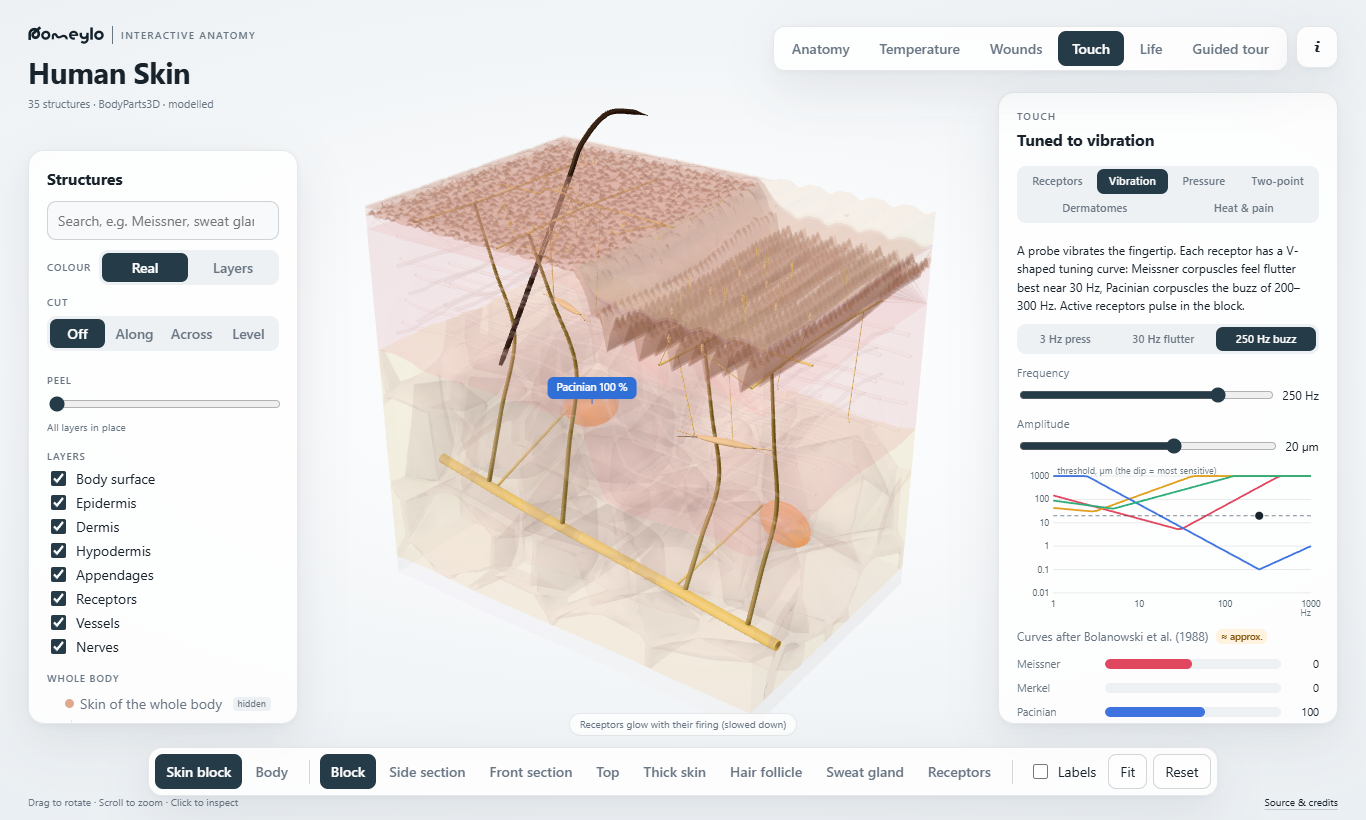 Pomeylo
INTERACTIVE ANATOMY
Human Skin
35 structures · BodyParts3D · modelled
Anatomy
Temperature
Wounds
Touch
Life
Guided tour
i
Structures
Search, e.g. Meissner, sweat glan
COLOUR
Real
Layers
CUT
Off
Along
Across
Level
PEEL
All layers in place
LAYERS
Body surface
Epidermis
Dermis
Hypodermis
Appendages
Receptors
Vessels
Nerves
WHOLE BODY
Skin of the whole body
hidden
Pacinian 100 %
Receptors glow with their firing (slowed down)
TOUCH
Tuned to vibration
Receptors
Vibration
Pressure
Two-point
Dermatomes
Heat & pain
A probe vibrates the fingertip. Each receptor has a V-
shaped tuning curve: Meissner corpuscles feel flutter
best near 30 Hz, Pacinian corpuscles the buzz of 200–
300 Hz. Active receptors pulse in the block.
3 Hz press
30 Hz flutter
250 Hz buzz
Frequency
250 Hz
Amplitude
20 µm
threshold, µm (the dip = most sensitive)
1000
100
10
1
0.1
0.01
1
10
100
1000
Hz
Curves after Bolanowski et al. (1988)
≈ approx.
Meissner
0
Merkel
0
Pacinian
100
Skin block
Body
Block
Side section
Front section
Top
Thick skin
Hair follicle
Sweat gland
Receptors
Labels
Fit
Reset
Drag to rotate · Scroll to zoom · Click to inspect
Source & credits